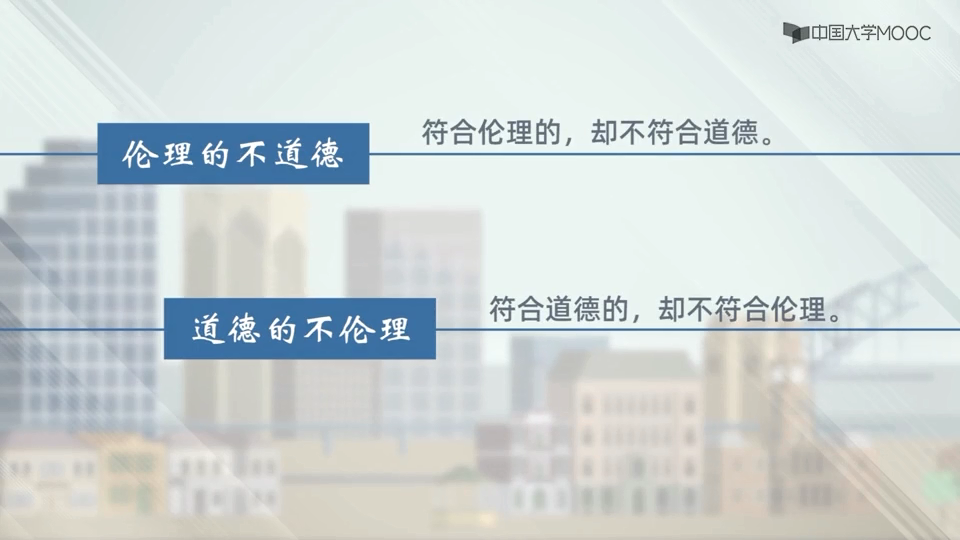 中国大学MOOC
伦理的不道德
符合伦理的，却不符合道德。
道德的不伦理
符合道德的，却不符合伦理。